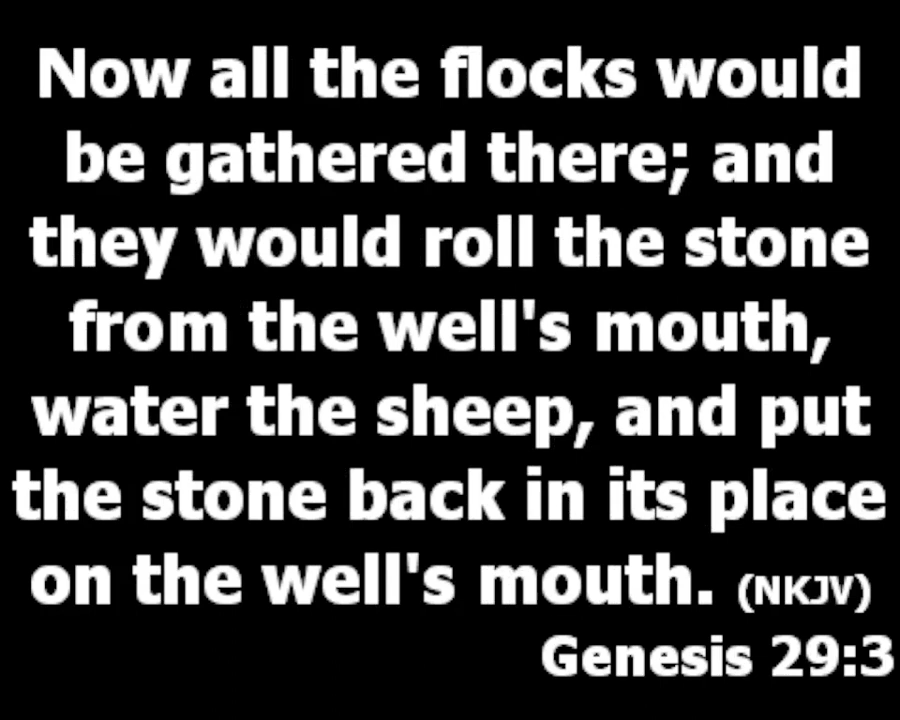 Now all the flocks would
be gathered there; and
they would roll the stone
from the well's mouth,
water the sheep, and put
the stone back in its place
on the well's mouth. (NKJV)
Genesis 29:3